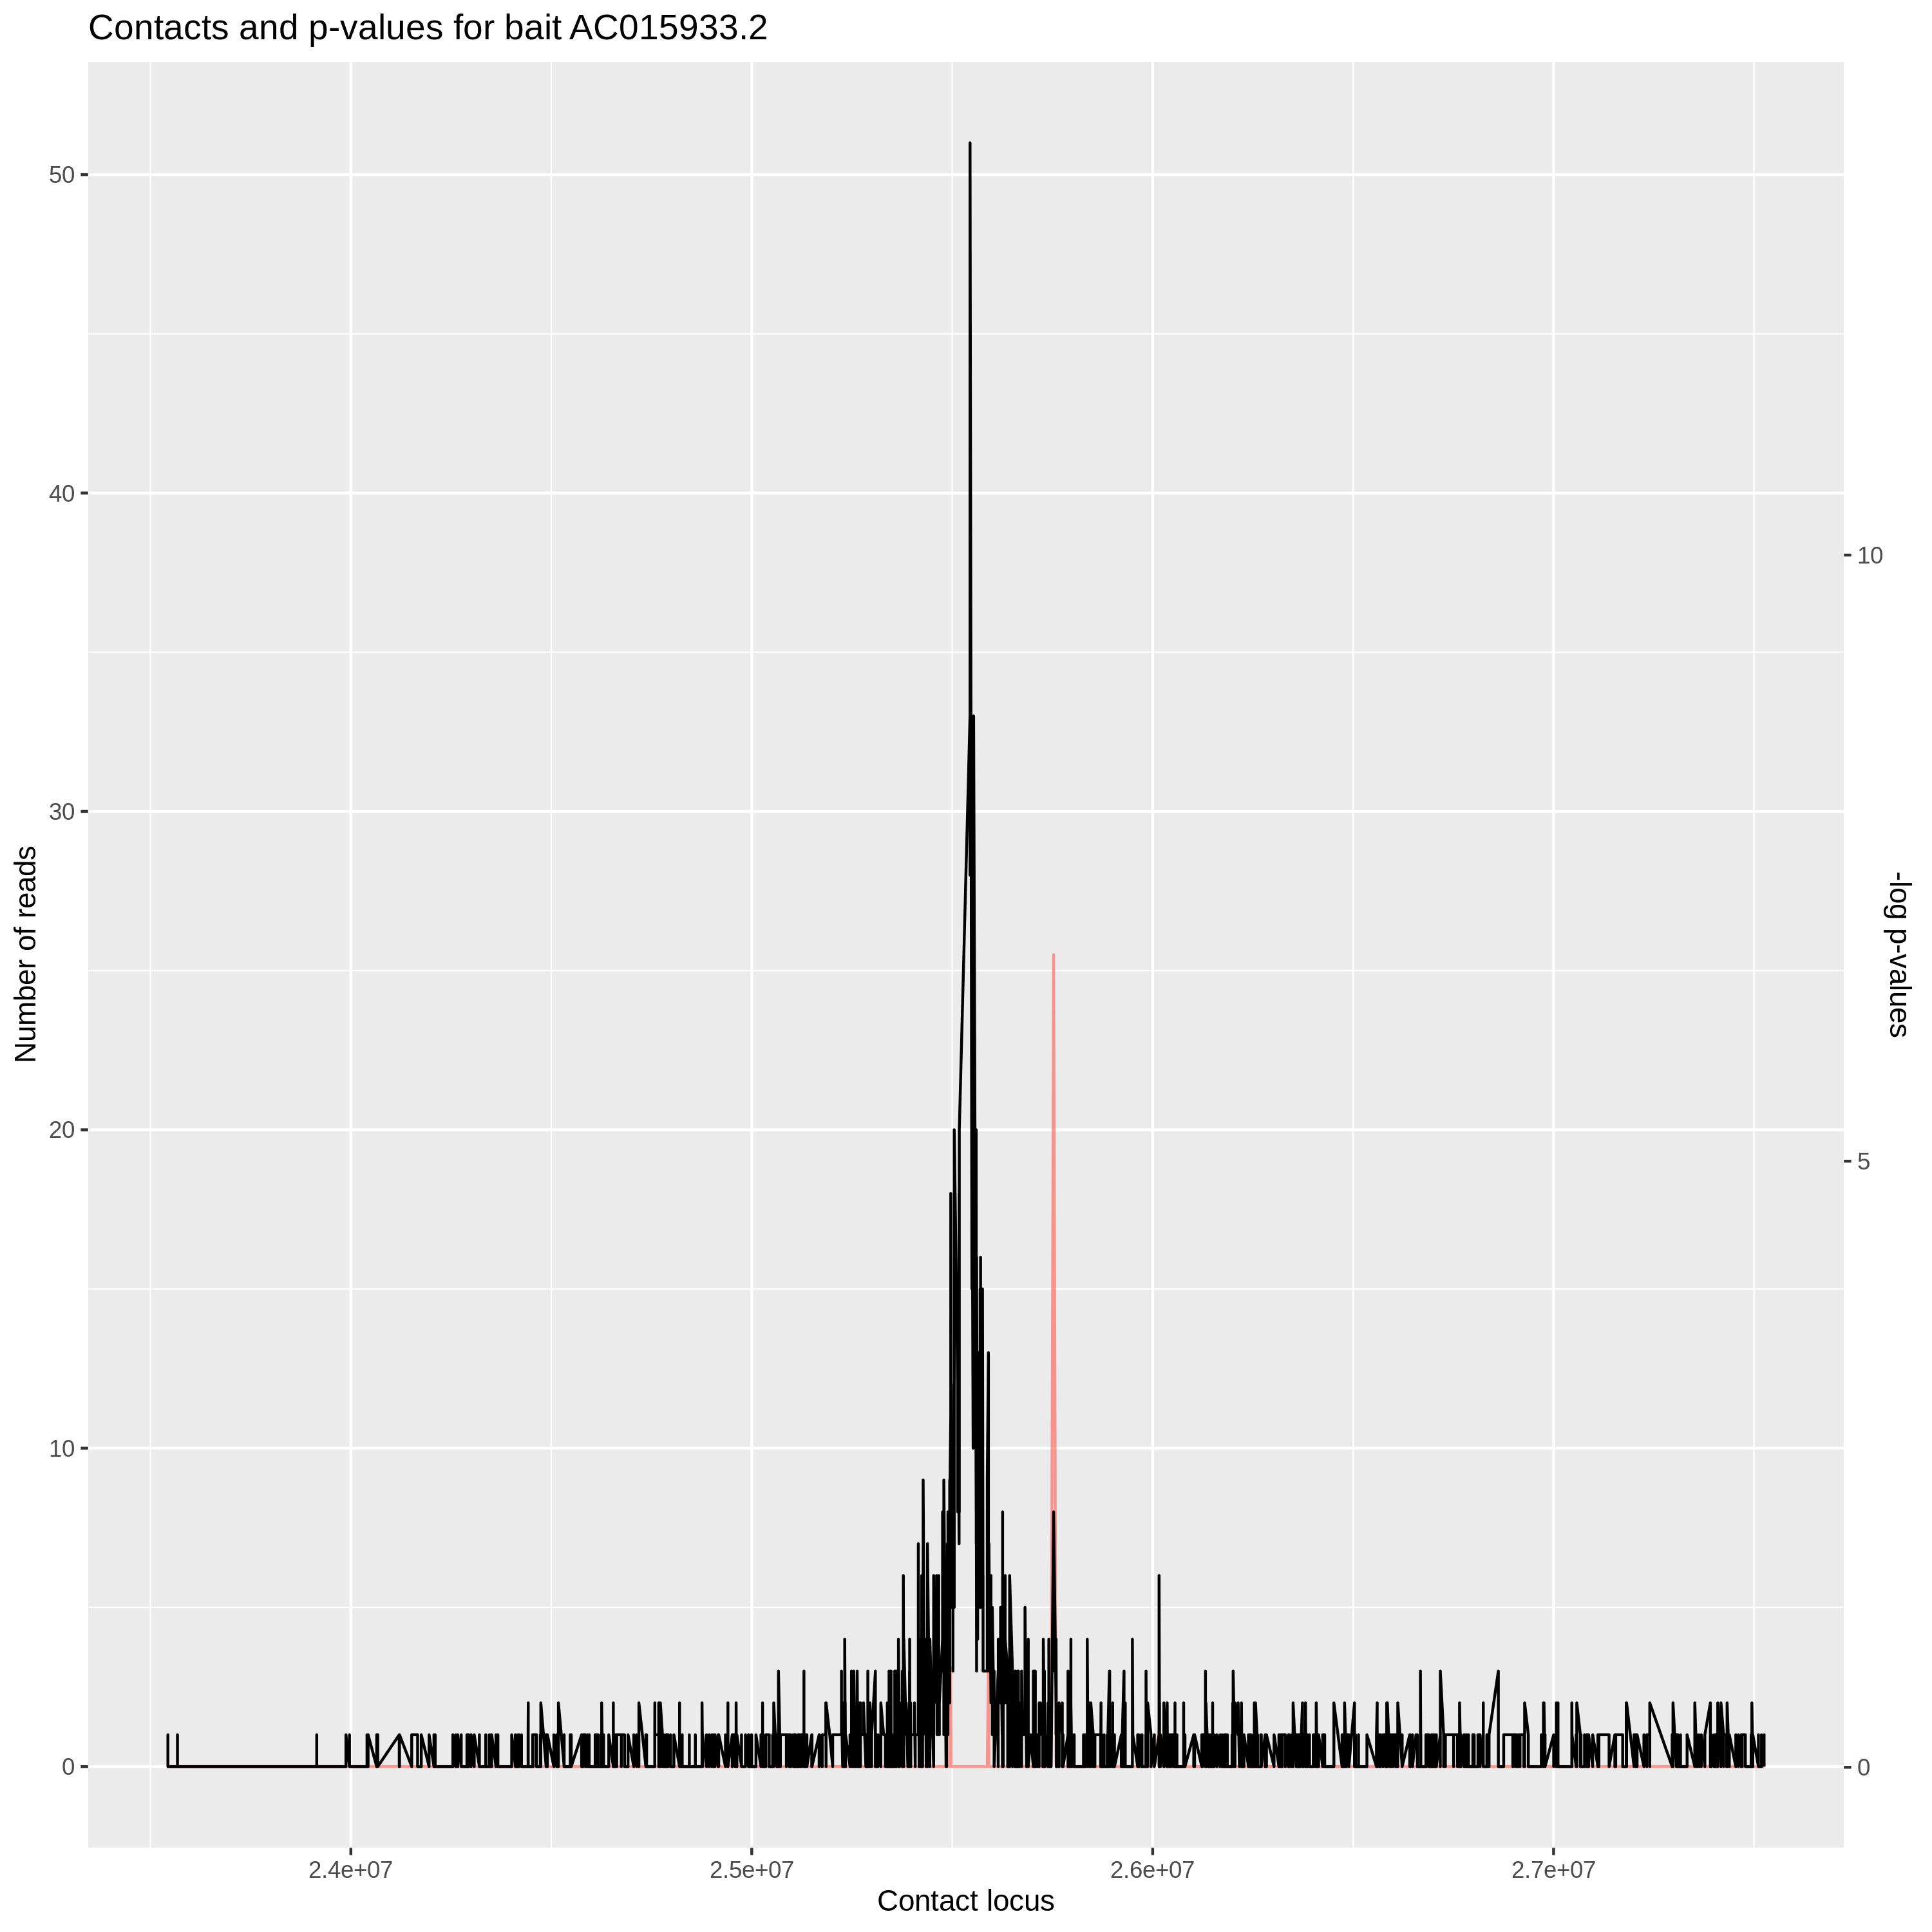 Contacts and p-values for bait AC015933.2
50
40
30
20
10
0
10
5
0
Number of reads
-log p-values
2.4e+07
2.5e+07
2.6e+07
2.7e+07
Contact locus